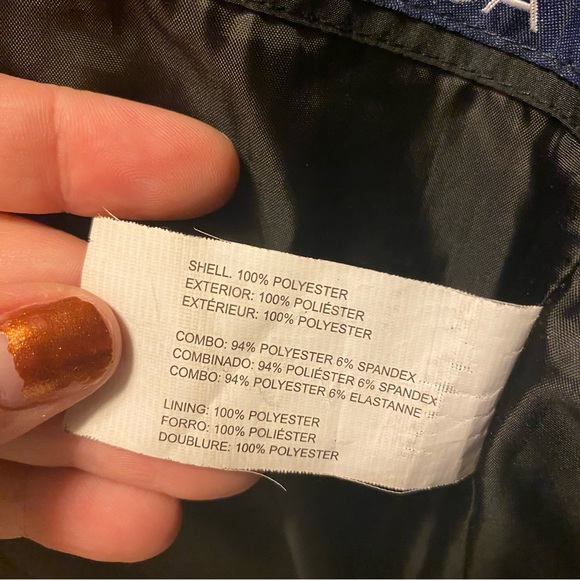 SHELL. 100% POLYESTER
EXTERIOR: 100% POLIÉSTER
EXTÉRIEUR: 100% POLYESTER
COMBO: 94% POLYESTER 6% SPANDEX
COMBINADO: 94% POLIÉSTER 6% SPANDEX
COMBO: 94% POLYESTER 6% ELASTANNE
LINING: 100% POLYESTER
FORRO: 100% POLIÉSTER
DOUBLURE: 100% POLYESTER